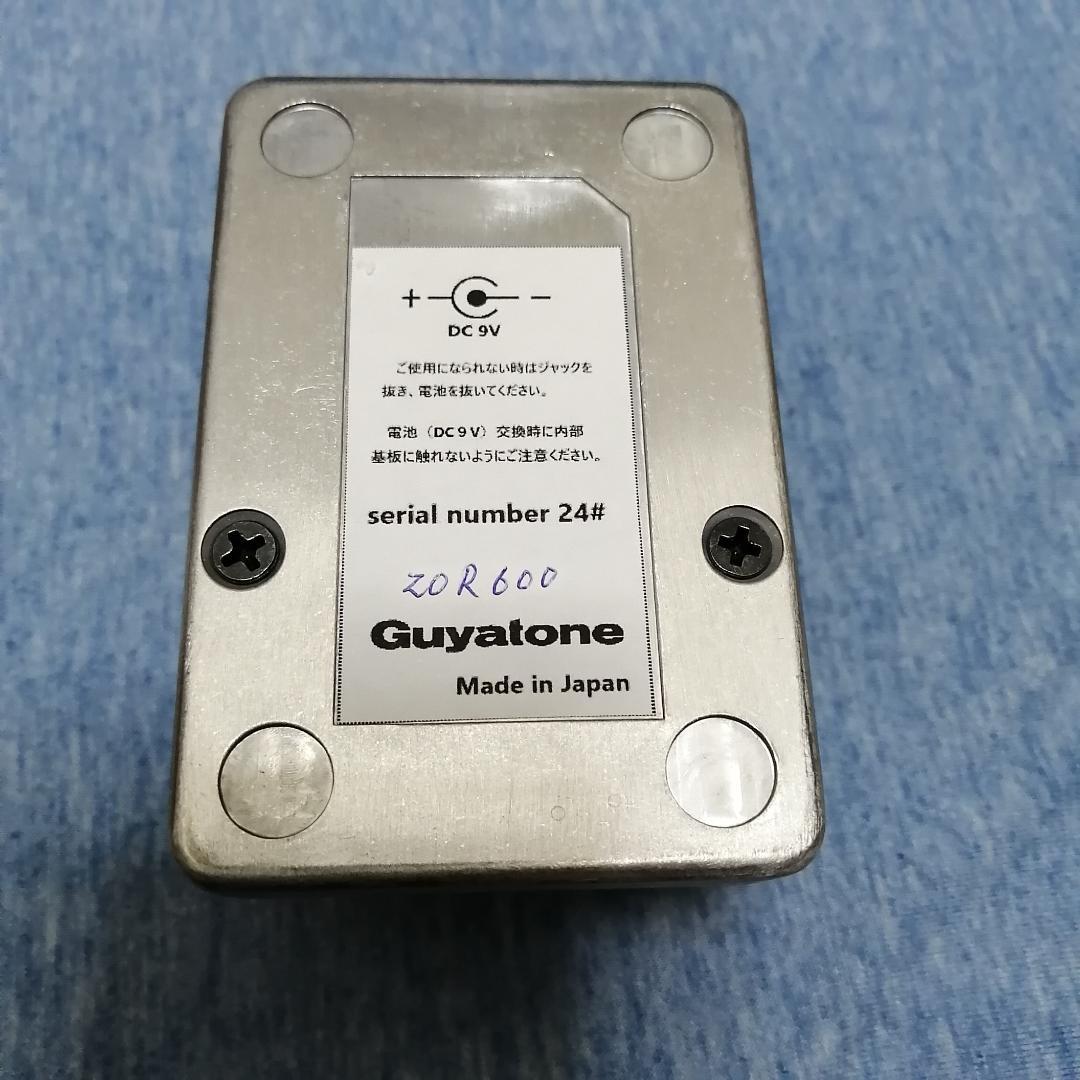 + −
DC 9V
ご使用になられない時はジャックを
抜き、電池を抜いてください。
電池（DC９V）交換時に内部
基板に触れないようにご注意ください。
serial number 24#
ZOR600
Guyatone
Made in Japan